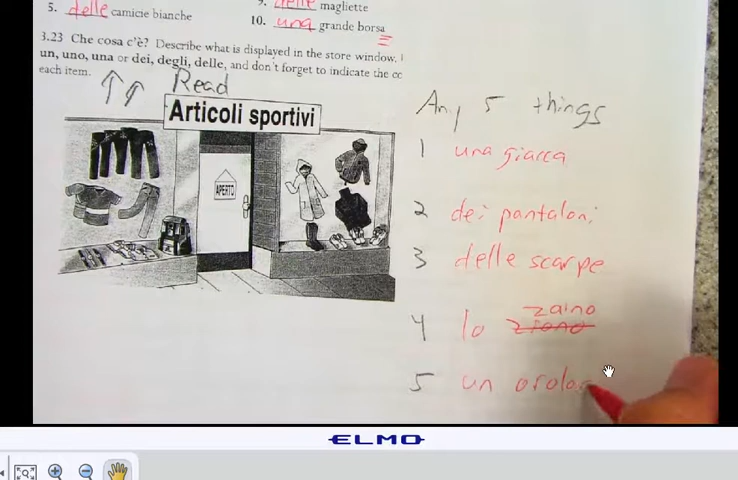 9. delle magliette
5. delle camicie bianche
10. una grande borsa
3.23 Che cosa c'è? Describe what is displayed in the store window.
un, uno, una or dei, degli, delle, and don't forget to indicate the
each item.
Read
Articoli sportivi
APERTO
Any 5 things
1 una giacca
2 dei pantaloni
3 delle scarpe
4 lo zaino
5 un orolo
ELMO